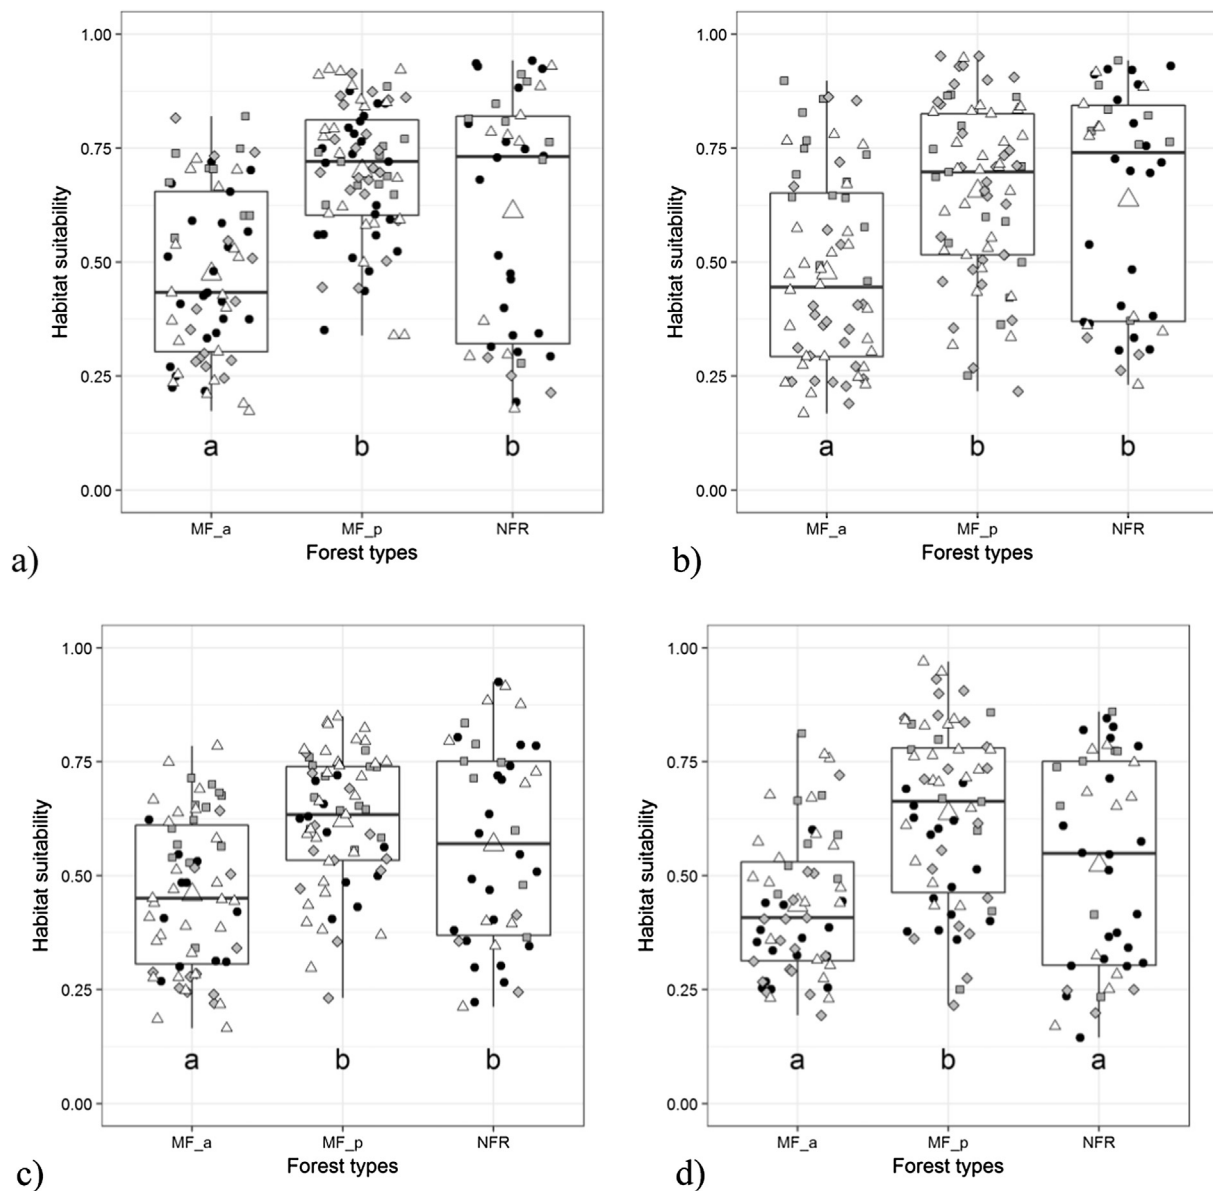 1.00
0.75
0.50
0.25
0.00
Habitat suitability
a b b
MF_a MF_p NFR
Forest types
a)
1.00
0.75
0.50
0.25
0.00
Habitat suitability
a b b
MF_a MF_p NFR
Forest types
b)
1.00
0.75
0.50
0.25
0.00
Habitat suitability
a b b
MF_a MF_p NFR
Forest types
c)
1.00
0.75
0.50
0.25
0.00
Habitat suitability
a b a
MF_a MF_p NFR
Forest types
d)